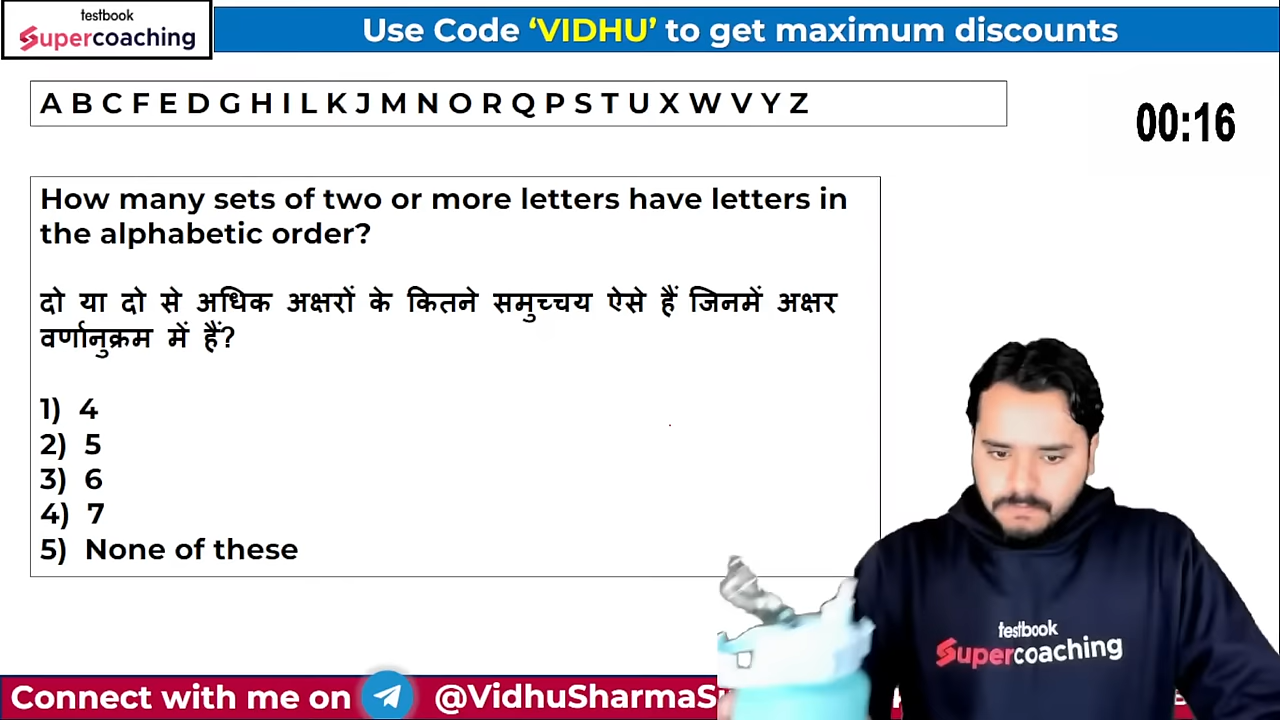 testbook
Supercoaching
Use Code ‘VIDHU’ to get maximum discounts
A B C F E D G H I L K J M N O R Q P S T U X W V Y Z
00:16
How many sets of two or more letters have letters in
the alphabetic order?
दो या दो से अधिक अक्षरों के कितने समुच्चय ऐसे हैं जिनमें अक्षर
वर्णानुक्रम में हैं?
1) 4
2) 5
3) 6
4) 7
5) None of these
testbook
Supercoaching
Connect with me on